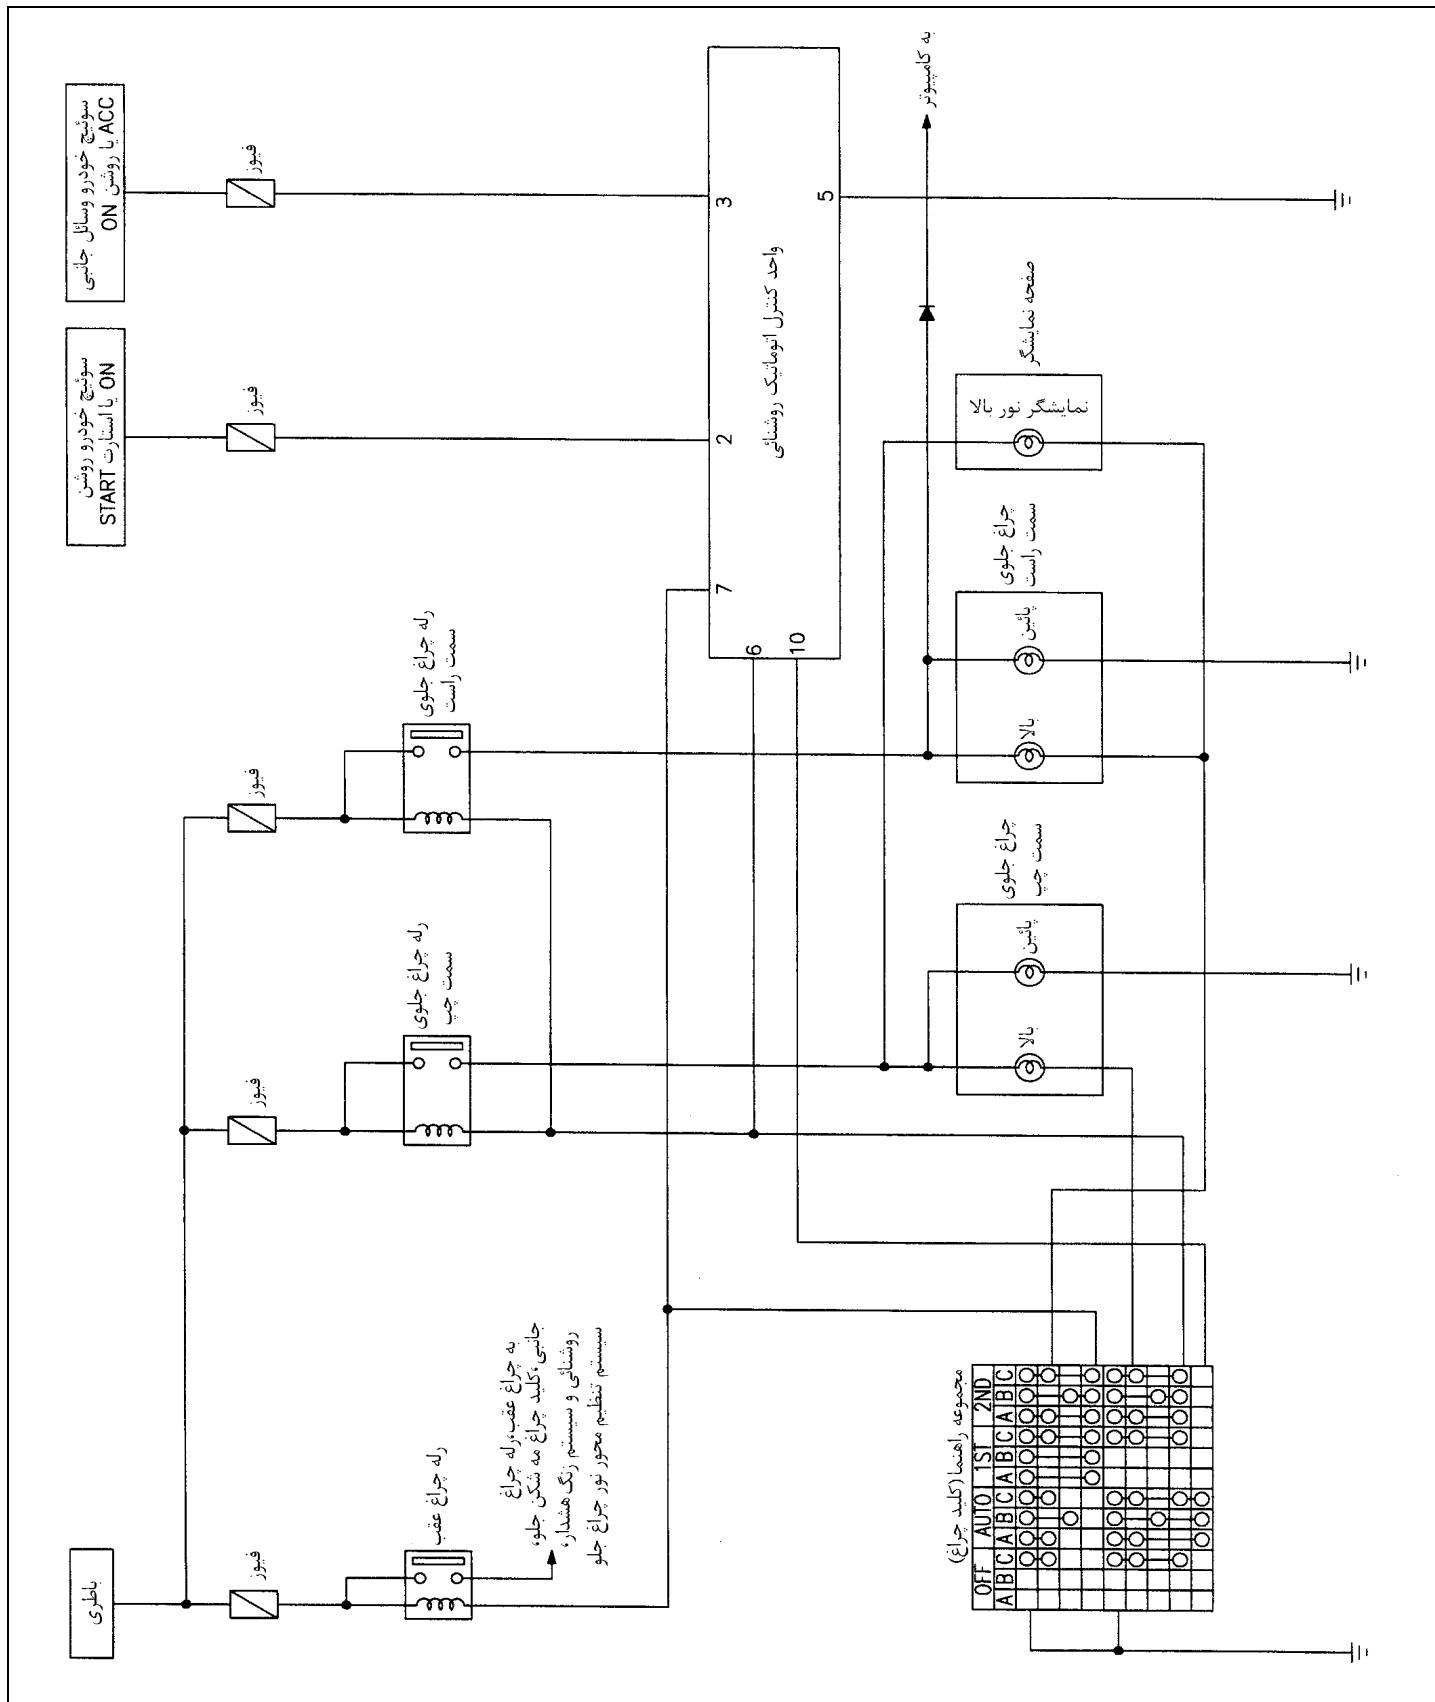 سوئیچ خودرو وسائل جانبی
ACC یا روشن ON
سوئیچ خودرو روشن
ON یا استارت START
باطری
فیوز
فیوز
فیوز
فیوز
فیوز
رله چراغ جلوی
سمت راست
رله چراغ جلوی
سمت چپ
رله چراغ عقب
به چراغ عقب، رله چراغ
جانبی، کلید چراغ مه شکن جلو،
روشنائی و سیستم زنگ هشدار،
سیستم تنظیم محور نور چراغ جلو
واحد کنترل اتوماتیک روشنائی
3
2
7
6
10
5
به کامپیوتر
صفحه نمایشگر
نمایشگر نور بالا
چراغ جلوی
سمت راست
پائین
بالا
چراغ جلوی
سمت چپ
پائین
بالا
مجموعه راهنما (کلید چراغ)
OFF AUTO 1ST 2ND
A B C A B C A B C A B C